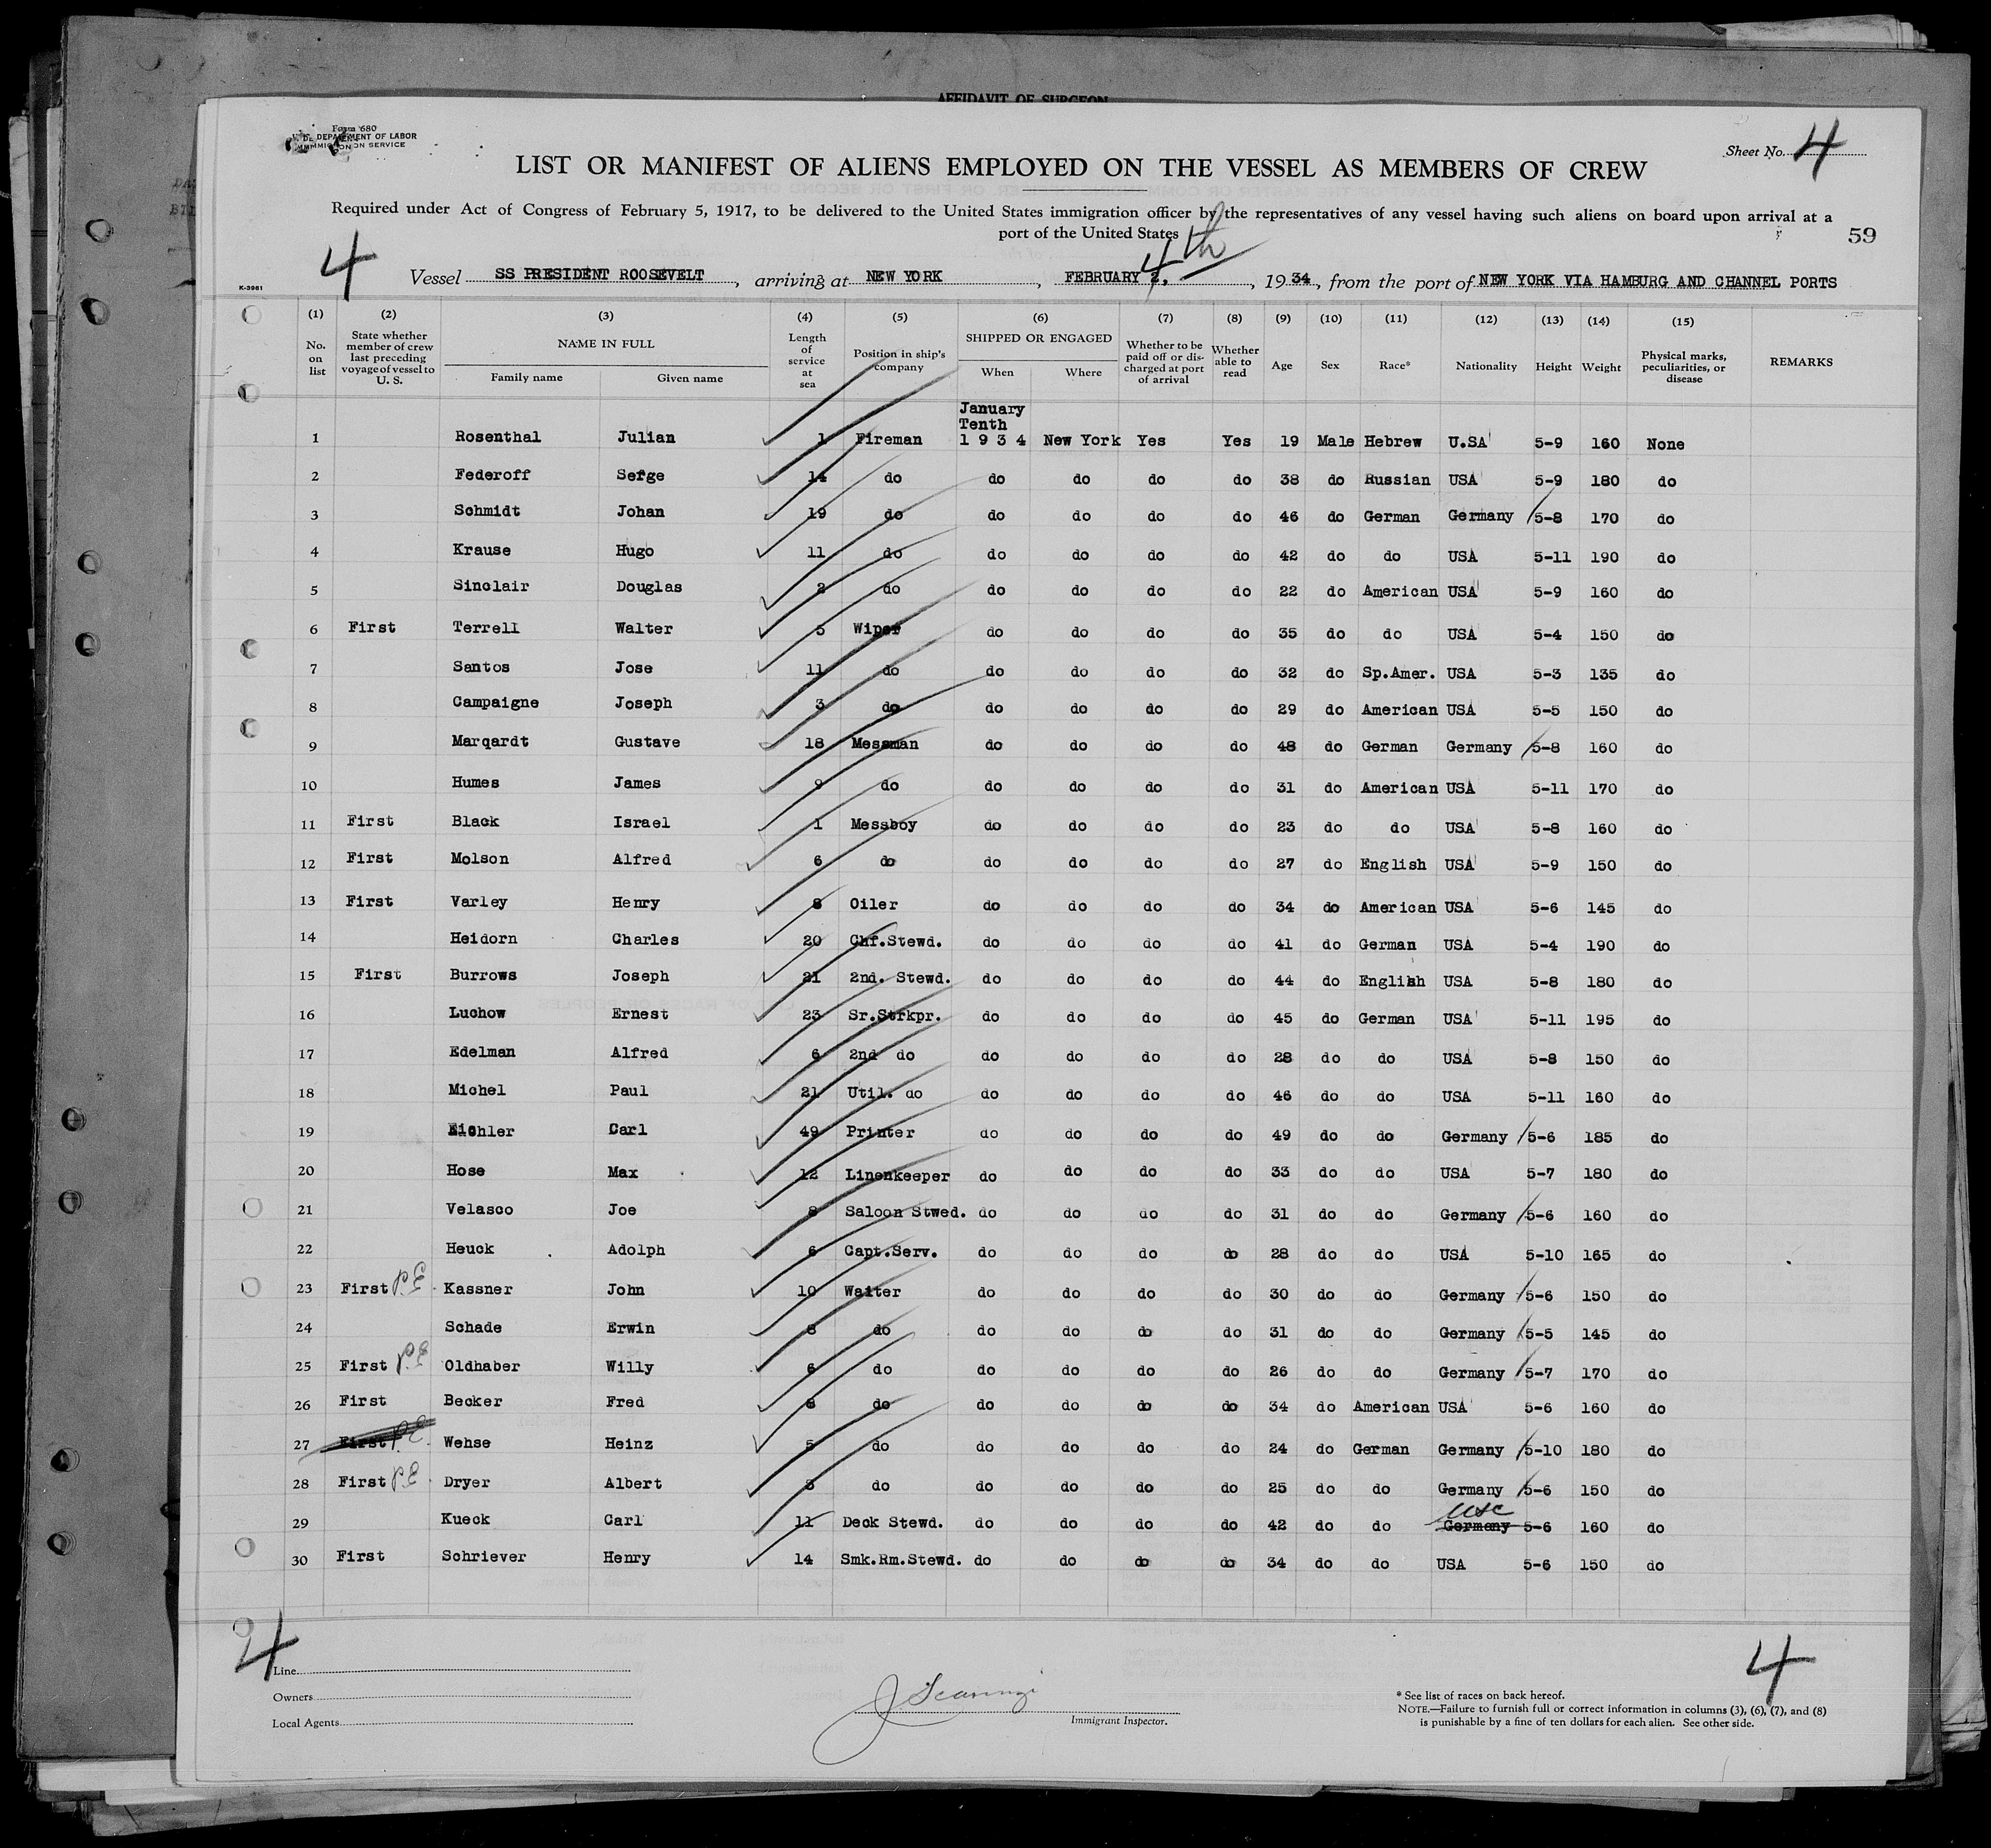 AFFIDAVIT OF SURGEON
Form 680
U. S. DEPARTMENT OF LABOR
IMMIGRATION SERVICE
Sheet No. 4
LIST OR MANIFEST OF ALIENS EMPLOYED ON THE VESSEL AS MEMBERS OF CREW
Required under Act of Congress of February 5, 1917, to be delivered to the United States immigration officer by the representatives of any vessel having such aliens on board upon arrival at a
port of the United States
59
4 Vessel SS PRESIDENT ROOSEVELT, arriving at NEW YORK, FEBRUARY 2, 4th, 1934, from the port of NEW YORK VIA HAMBURG AND CHANNEL PORTS
K-3961
(1) (2) (3) (4) (5) (6) (7) (8) (9) (10) (11) (12) (13) (14) (15)
No. on list State whether member of crew last preceding voyage of vessel to U. S. NAME IN FULL Family name Given name Length of service at sea Position in ship's company SHIPPED OR ENGAGED When Where Whether to be paid off or discharged at port of arrival Whether able to read Age Sex Race* Nationality Height Weight Physical marks, peculiarities, or disease REMARKS
January
Tenth
1 Rosenthal Julian 1 Fireman 1 9 3 4 New York Yes Yes 19 Male Hebrew U.SA 5-9 160 None
2 Federoff Serge 14 do do do do do 38 do Russian USA 5-9 180 do
3 Schmidt Johan 19 do do do do do 46 do German Germany 5-8 170 do
4 Krause Hugo 11 do do do do do 42 do do USA 5-11 190 do
5 Sinclair Douglas 2 do do do do do 22 do American USA 5-9 160 do
6 First Terrell Walter 5 Wiper do do do do 35 do do USA 5-4 150 do
7 Santos Jose 11 do do do do do 32 do Sp.Amer. USA 5-3 135 do
8 Campaigne Joseph 3 do do do do do 29 do American USA 5-5 150 do
9 Marqardt Gustave 18 Messman do do do do 48 do German Germany 5-8 160 do
10 Humes James 9 do do do do do 31 do American USA 5-11 170 do
11 First Black Israel 1 Messboy do do do do 23 do do USA 5-8 160 do
12 First Molson Alfred 6 do do do do do 27 do English USA 5-9 150 do
13 First Varley Henry 8 Oiler do do do do 34 do American USA 5-6 145 do
14 Heidorn Charles 20 Chf.Stewd. do do do do 41 do German USA 5-4 190 do
15 First Burrows Joseph 21 2nd. Stewd. do do do do 44 do English USA 5-8 180 do
16 Luchow Ernest 23 Sr.Strkpr. do do do do 45 do German USA 5-11 195 do
17 Edelman Alfred 6 2nd do do do do do 28 do do USA 5-8 150 do
18 Michel Paul 21 Util. do do do do do 46 do do USA 5-11 160 do
19 Eichler Carl 49 Printer do do do do 49 do do Germany 5-6 185 do
20 Hose Max 12 Linenkeeper do do do do 33 do do USA 5-7 180 do
21 Velasco Joe 8 Saloon Stwed. do do do do 31 do do Germany 5-6 160 do
22 Heuck Adolph 6 Capt.Serv. do do do do 28 do do USA 5-10 165 do
23 First P.E. Kassner John 10 Waiter do do do do 30 do do Germany 5-6 150 do
24 Schade Erwin 8 do do do do do 31 do do Germany 5-5 145 do
25 First P.E Oldhaber Willy 6 do do do do do 26 do do Germany 5-7 170 do
26 First Becker Fred 8 do do do do do 34 do American USA 5-6 160 do
27 First P.E. Wehse Heinz 5 do do do do do 24 do German Germany 5-10 180 do
28 First P.E. Dryer Albert 5 do do do do do 25 do do Germany 5-6 150 do
usc
29 Kueck Carl 11 Deck Stewd. do do do do 42 do do Germany 5-6 160 do
30 First Schriever Henry 14 Smk.Rm.Stewd. do do do do 34 do do USA 5-6 150 do
4 4
Line
Owners
Local Agents
Immigrant Inspector.
* See list of races on back hereof.
NOTE.—Failure to furnish full or correct information in columns (3), (6), (7), and (8)
is punishable by a fine of ten dollars for each alien. See other side.